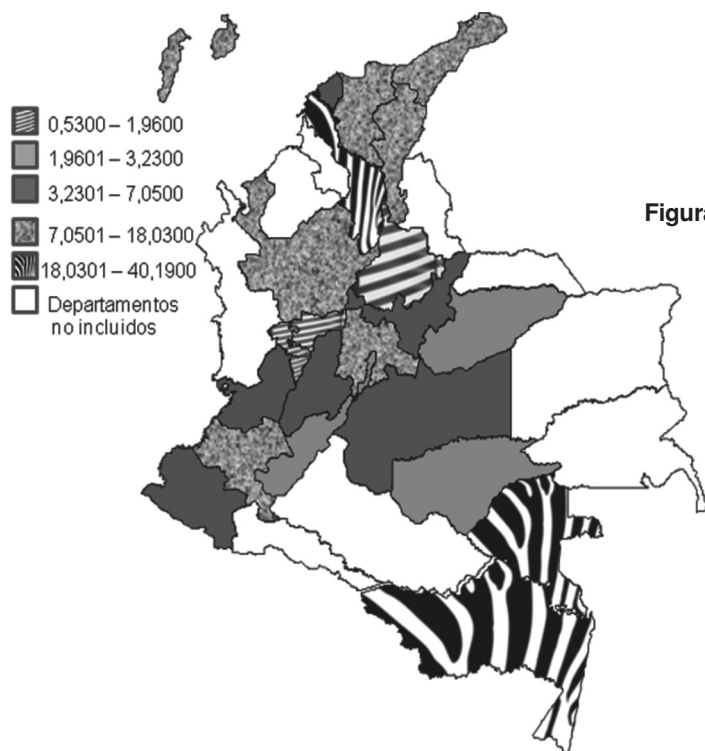 0,5300 – 1,9600
1,9601 – 3,2300
3,2301 – 7,0500
Figura
7,0501 – 18,0300
18,0301 – 40,1900
Departamentos
no incluidos